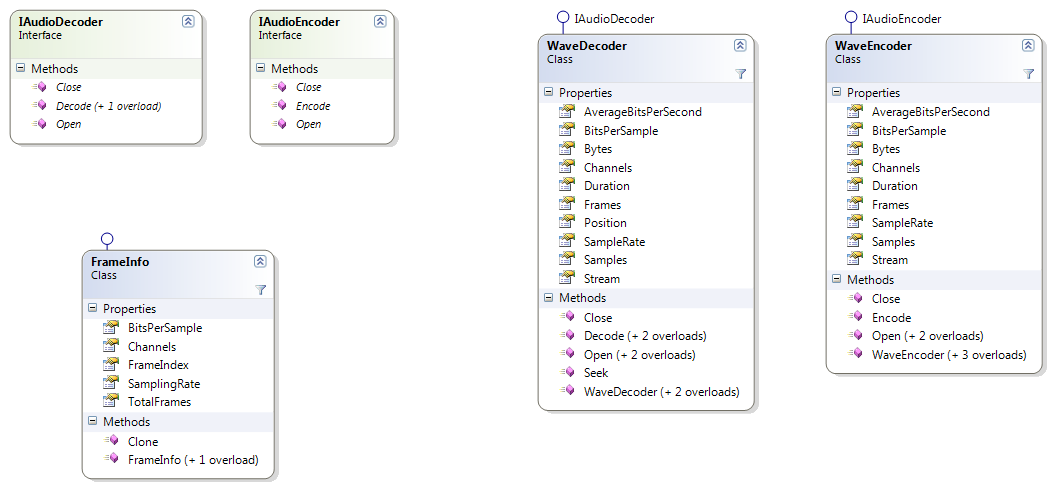 IAudioDecoder
Interface
Methods
Close
Decode (+ 1 overload)
Open
IAudioEncoder
Interface
Methods
Close
Encode
Open
FrameInfo
Class
Properties
BitsPerSample
Channels
FrameIndex
SamplingRate
TotalFrames
Methods
Clone
FrameInfo (+ 1 overload)
IAudioDecoder
WaveDecoder
Class
Properties
AverageBitsPerSecond
BitsPerSample
Bytes
Channels
Duration
Frames
Position
SampleRate
Samples
Stream
Methods
Close
Decode (+ 2 overloads)
Open (+ 2 overloads)
Seek
WaveDecoder (+ 2 overloads)
IAudioEncoder
WaveEncoder
Class
Properties
AverageBitsPerSecond
BitsPerSample
Bytes
Channels
Duration
Frames
SampleRate
Samples
Stream
Methods
Close
Encode
Open (+ 2 overloads)
WaveEncoder (+ 3 overloads)